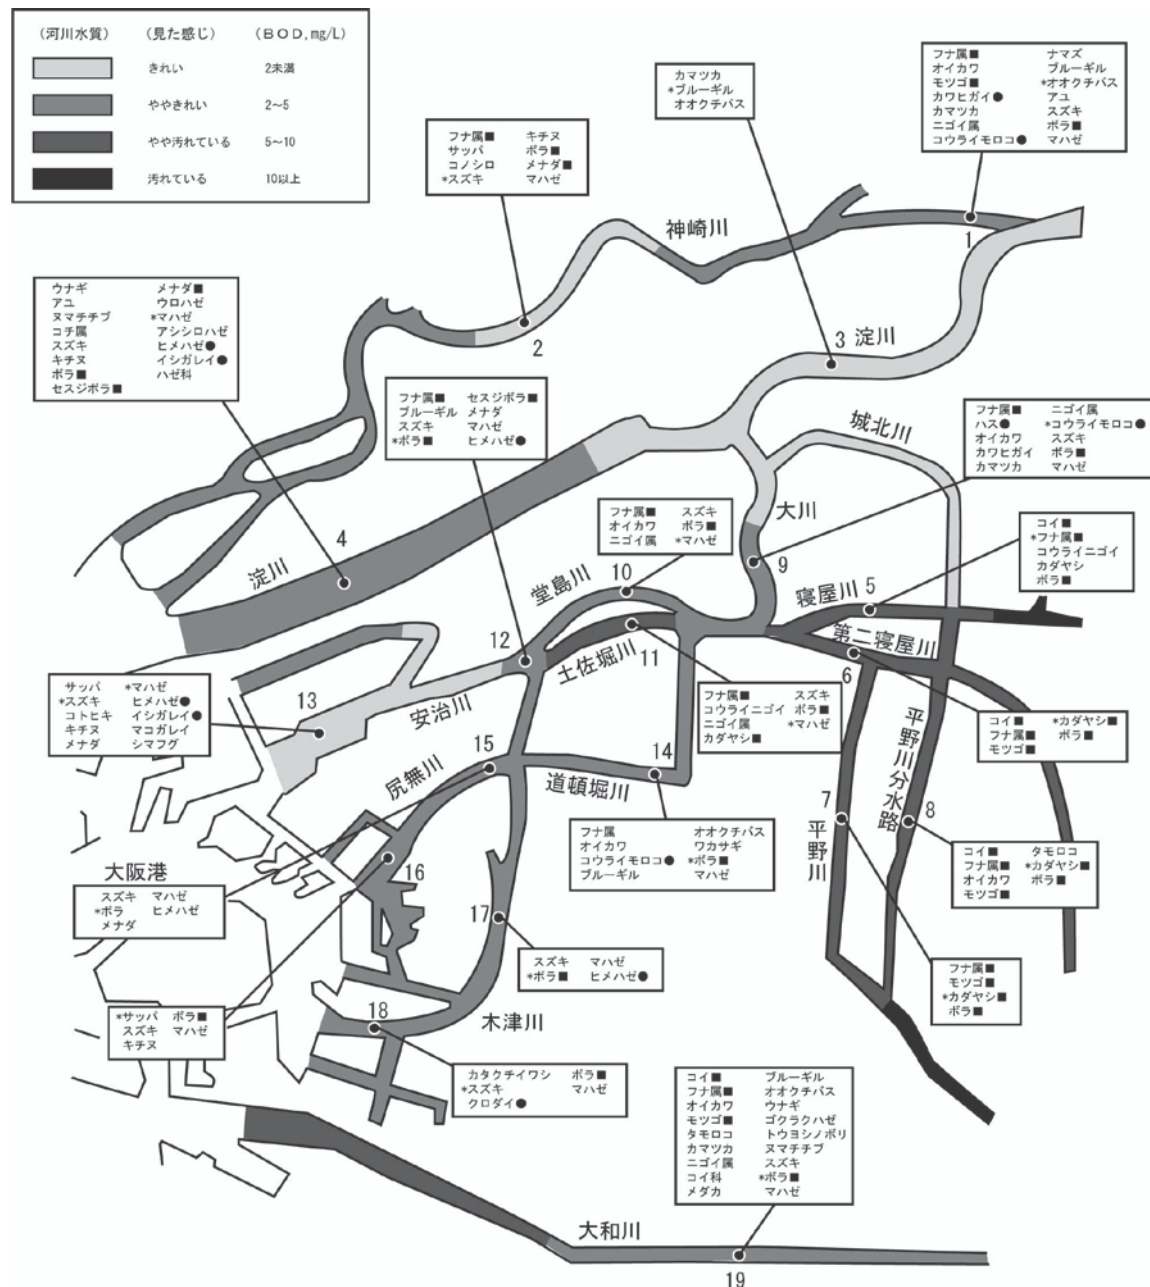 (河川水質) (見た感じ) (BOD,mg/L)
きれい 2未満
ややきれい 2～5
やや汚れている 5～10
汚れている 10以上
フナ属■ ナマズ
オイカワ ブルーギル
モツゴ■ *オオクチバス
カワヒガイ● アユ
カマツカ スズキ
ニゴイ属 ボラ■
コウライモロコ● マハゼ
カマツカ
*ブルーギル
オオクチバス
フナ属■ キチヌ
サッパ ボラ■
コノシロ メナダ■
*スズキ マハゼ
神崎川
1
2
3 淀川
ウナギ メナダ■
アユ ウロハゼ
ヌマチチブ *マハゼ
コチ属 アシシロハゼ
スズキ ヒメハゼ●
キチヌ イシガレイ●
ボラ■ ハゼ科
セスジボラ■
フナ属■ セスジボラ■
ブルーギル メナダ
スズキ マハゼ
*ボラ■ ヒメハゼ●
城北川
フナ属■ ニゴイ属
ハス● *コウライモロコ●
オイカワ スズキ
カワヒガイ ボラ■
カマツカ マハゼ
大川
フナ属■ スズキ
オイカワ ボラ■
ニゴイ属 *マハゼ
コイ■
*フナ属■
コウライニゴイ
カダヤシ
ボラ■
4
淀川
9
堂島川
10
寝屋川 5
第二寝屋川
6
12
土佐堀川
11
サッパ *マハゼ
*スズキ ヒメハゼ●
コトヒキ イシガレイ●
キチヌ マコガレイ
メナダ シマフグ
13
安治川
フナ属■ スズキ
コウライニゴイ ボラ■
ニゴイ属 *マハゼ
カダヤシ■
コイ■ *カダヤシ■
フナ属■ ボラ■
モツゴ■
15
尻無川
道頓堀川
14
平野川分水路
7
平野川
8
フナ属 オオクチバス
オイカワ ワカサギ
コウライモロコ● *ボラ■
ブルーギル マハゼ
コイ■ タモロコ
フナ属■ *カダヤシ■
オイカワ ボラ■
モツゴ■
大阪港
16
スズキ マハゼ
*ボラ ヒメハゼ
メナダ
17
スズキ マハゼ
*ボラ■ ヒメハゼ●
フナ属■
モツゴ■
*カダヤシ■
ボラ■
*サッパ ボラ■
スズキ マハゼ
キチヌ
18
木津川
カタクチイワシ ボラ■
*スズキ マハゼ
クロダイ●
コイ■ ブルーギル
フナ属■ オオクチバス
オイカワ ウナギ
モツゴ■ ゴクラクハゼ
タモロコ トウヨシノボリ
カマツカ ヌマチチブ
ニゴイ属 スズキ
コイ科 *ボラ■
メダカ マハゼ
大和川
19